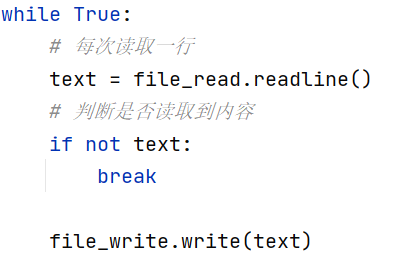 while True:
    # 每次读取一行
    text = file_read.readline()
    # 判断是否读取到内容
    if not text:
        break

    file_write.write(text)